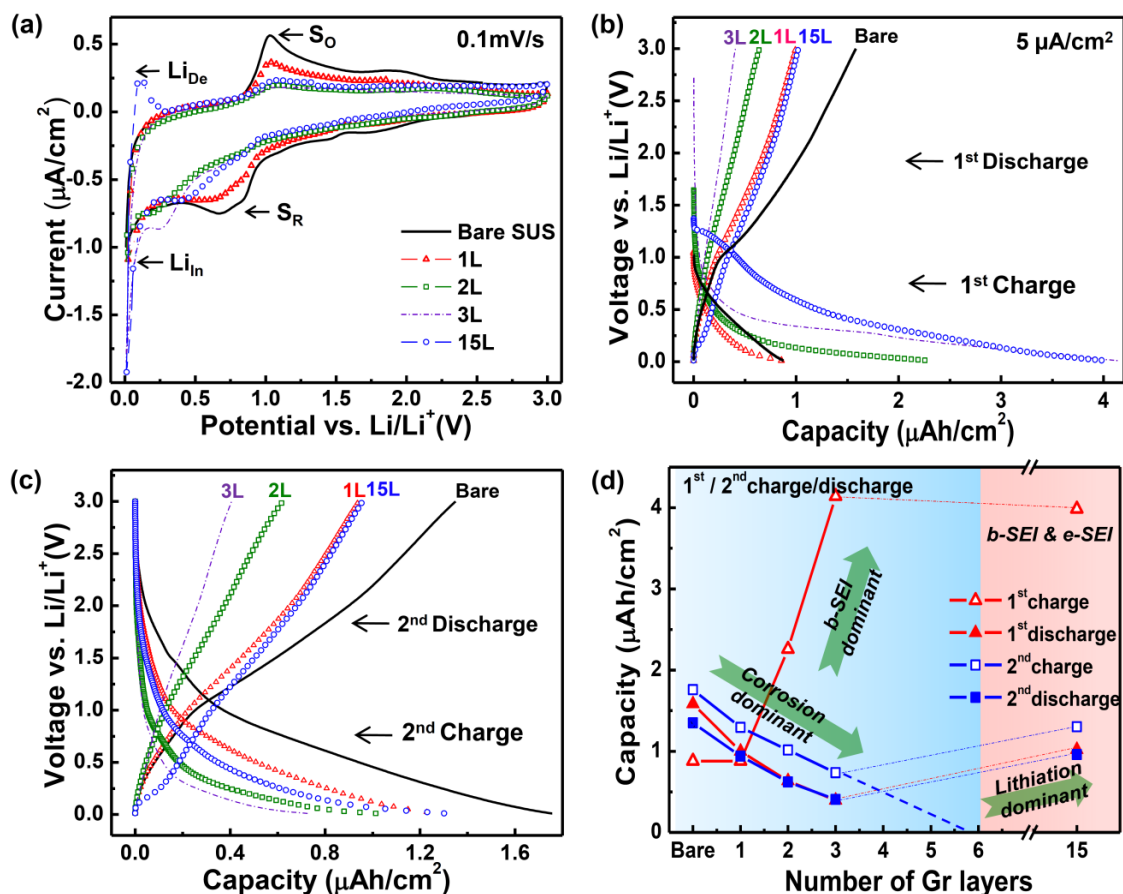 (a)
0.5
0.0
-0.5
-1.0
-1.5
-2.0
Current (μA/cm²)
0.0 0.5 1.0 1.5 2.0 2.5 3.0
Potential vs. Li/Li⁺(V)
0.1mV/s
S_O
Li_De
S_R
Li_In
Bare SUS
1L
2L
3L
15L
(b)
3.0
2.5
2.0
1.5
1.0
0.5
0.0
Voltage vs. Li/Li⁺(V)
0 1 2 3 4
Capacity (μAh/cm²)
3L 2L 1L 15L Bare
5 μA/cm²
1st Discharge
1st Charge
(c)
3.0
2.5
2.0
1.5
1.0
0.5
0.0
Voltage vs. Li/Li⁺(V)
0.0 0.4 0.8 1.2 1.6
Capacity (μAh/cm²)
3L 2L 1L 15L Bare
2nd Discharge
2nd Charge
(d)
1st / 2nd charge/discharge
4
3
2
1
0
Capacity (μAh/cm²)
Bare 1 2 3 4 5 6 15
Number of Gr layers
b-SEI & e-SEI
b-SEI
dominant
Corrosion
dominant
Lithiation
dominant
1st charge
1st discharge
2nd charge
2nd discharge